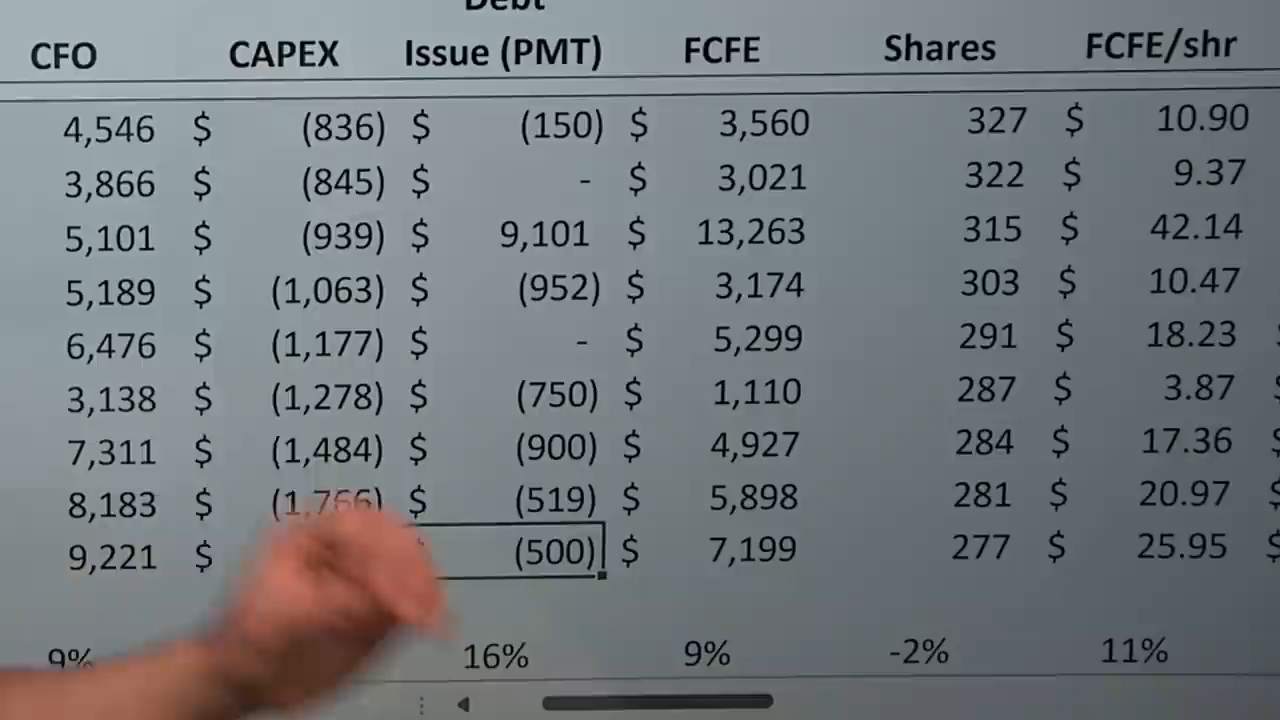 Debt
CFO CAPEX Issue (PMT) FCFE Shares FCFE/shr
4,546 $ (836) $ (150) $ 3,560 327 $ 10.90
3,866 $ (845) $ - $ 3,021 322 $ 9.37
5,101 $ (939) $ 9,101 $ 13,263 315 $ 42.14
5,189 $ (1,063) $ (952) $ 3,174 303 $ 10.47
6,476 $ (1,177) $ - $ 5,299 291 $ 18.23 $
3,138 $ (1,278) $ (750) $ 1,110 287 $ 3.87 $
7,311 $ (1,484) $ (900) $ 4,927 284 $ 17.36 $
8,183 $ (1,766) $ (519) $ 5,898 281 $ 20.97 $
9,221 $ (500) $ 7,199 277 $ 25.95 $
9% 16% 9% -2% 11%